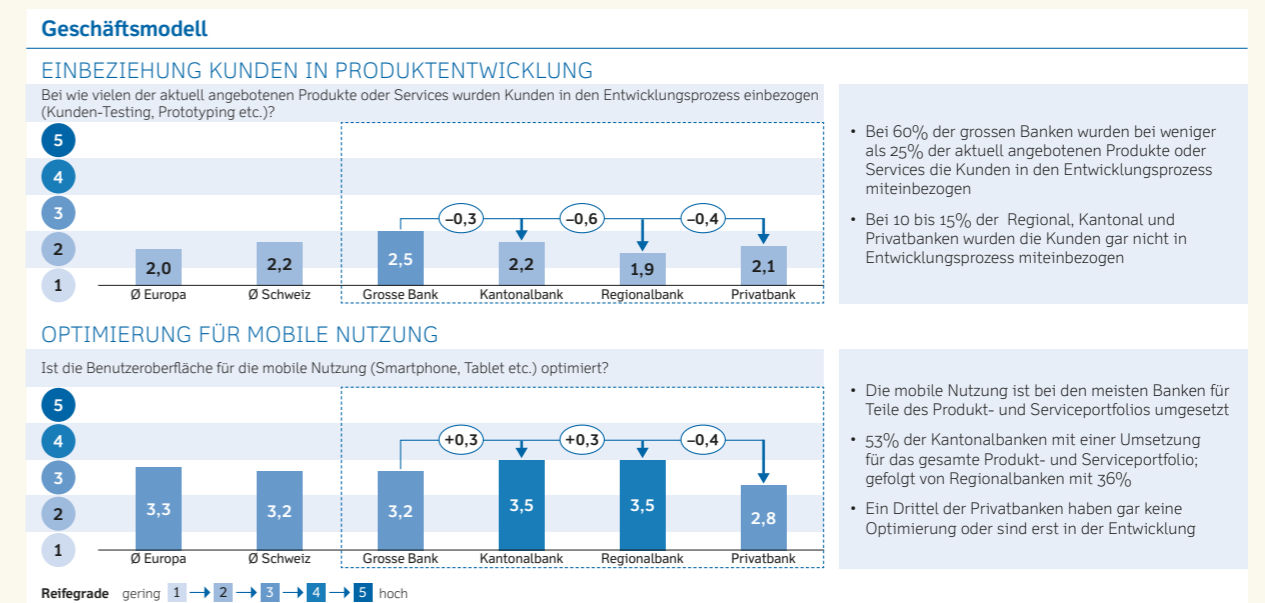 Geschäftsmodell
EINBEZIEHUNG KUNDEN IN PRODUKTENTWICKLUNG
Bei wie vielen der aktuell angebotenen Produkte oder Services wurden Kunden in den Entwicklungsprozess einbezogen
(Kunden-Testing, Prototyping etc.)?
5
4
3
2
1
–0,3 –0,6 –0,4
2,0 2,2 2,5 2,2 1,9 2,1
Ø Europa Ø Schweiz Grosse Bank Kantonalbank Regionalbank Privatbank
• Bei 60% der grossen Banken wurden bei weniger
als 25% der aktuell angebotenen Produkte oder
Services die Kunden in den Entwicklungsprozess
miteinbezogen
• Bei 10 bis 15% der Regional, Kantonal und
Privatbanken wurden die Kunden gar nicht in
Entwicklungsprozess miteinbezogen
OPTIMIERUNG FÜR MOBILE NUTZUNG
Ist die Benutzeroberfläche für die mobile Nutzung (Smartphone, Tablet etc.) optimiert?
5
4
3
2
1
+0,3 +0,3 –0,4
3,3 3,2 3,2 3,5 3,5 2,8
Ø Europa Ø Schweiz Grosse Bank Kantonalbank Regionalbank Privatbank
• Die mobile Nutzung ist bei den meisten Banken für
Teile des Produkt- und Serviceportfolios umgesetzt
• 53% der Kantonalbanken mit einer Umsetzung
für das gesamte Produkt- und Serviceportfolio;
gefolgt von Regionalbanken mit 36%
• Ein Drittel der Privatbanken haben gar keine
Optimierung oder sind erst in der Entwicklung
Reifegrade gering 1 → 2 → 3 → 4 → 5 hoch